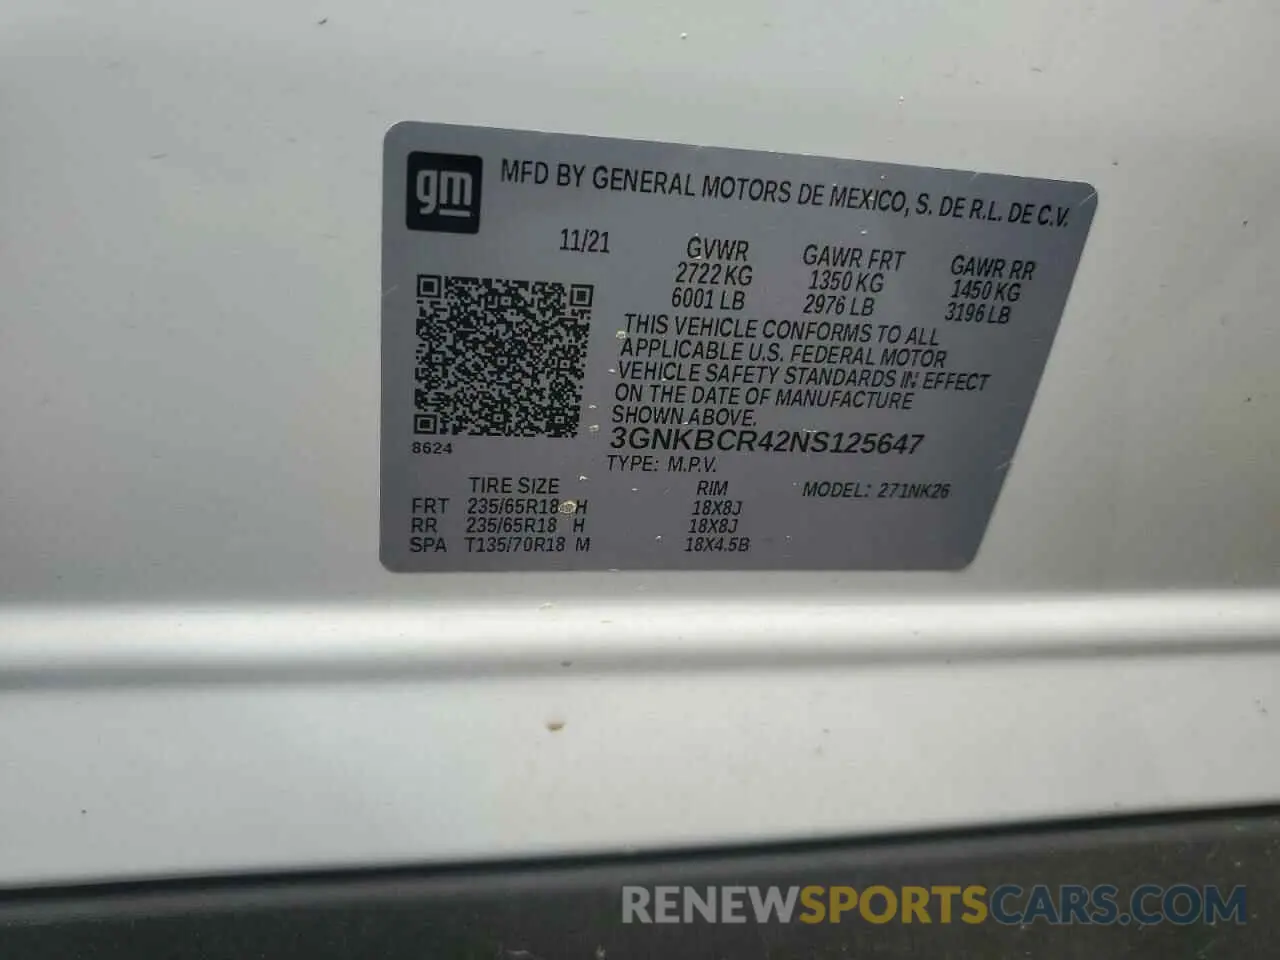 gm
MFD BY GENERAL MOTORS DE MEXICO, S. DE R.L. DE C.V.
11/21
GVWR GAWR FRT GAWR RR
2722 KG 1350 KG 1450 KG
6001 LB 2976 LB 3196 LB
THIS VEHICLE CONFORMS TO ALL
APPLICABLE U.S. FEDERAL MOTOR
VEHICLE SAFETY STANDARDS IN EFFECT
ON THE DATE OF MANUFACTURE
SHOWN ABOVE.
8624
3GNKBCR42NS125647
TYPE: M.P.V.
TIRE SIZE RIM MODEL: 271NK26
FRT 235/65R18 H 18X8J
RR 235/65R18 H 18X8J
SPA T135/70R18 M 18X4.5B
RENEWSPORTSCARS.COM